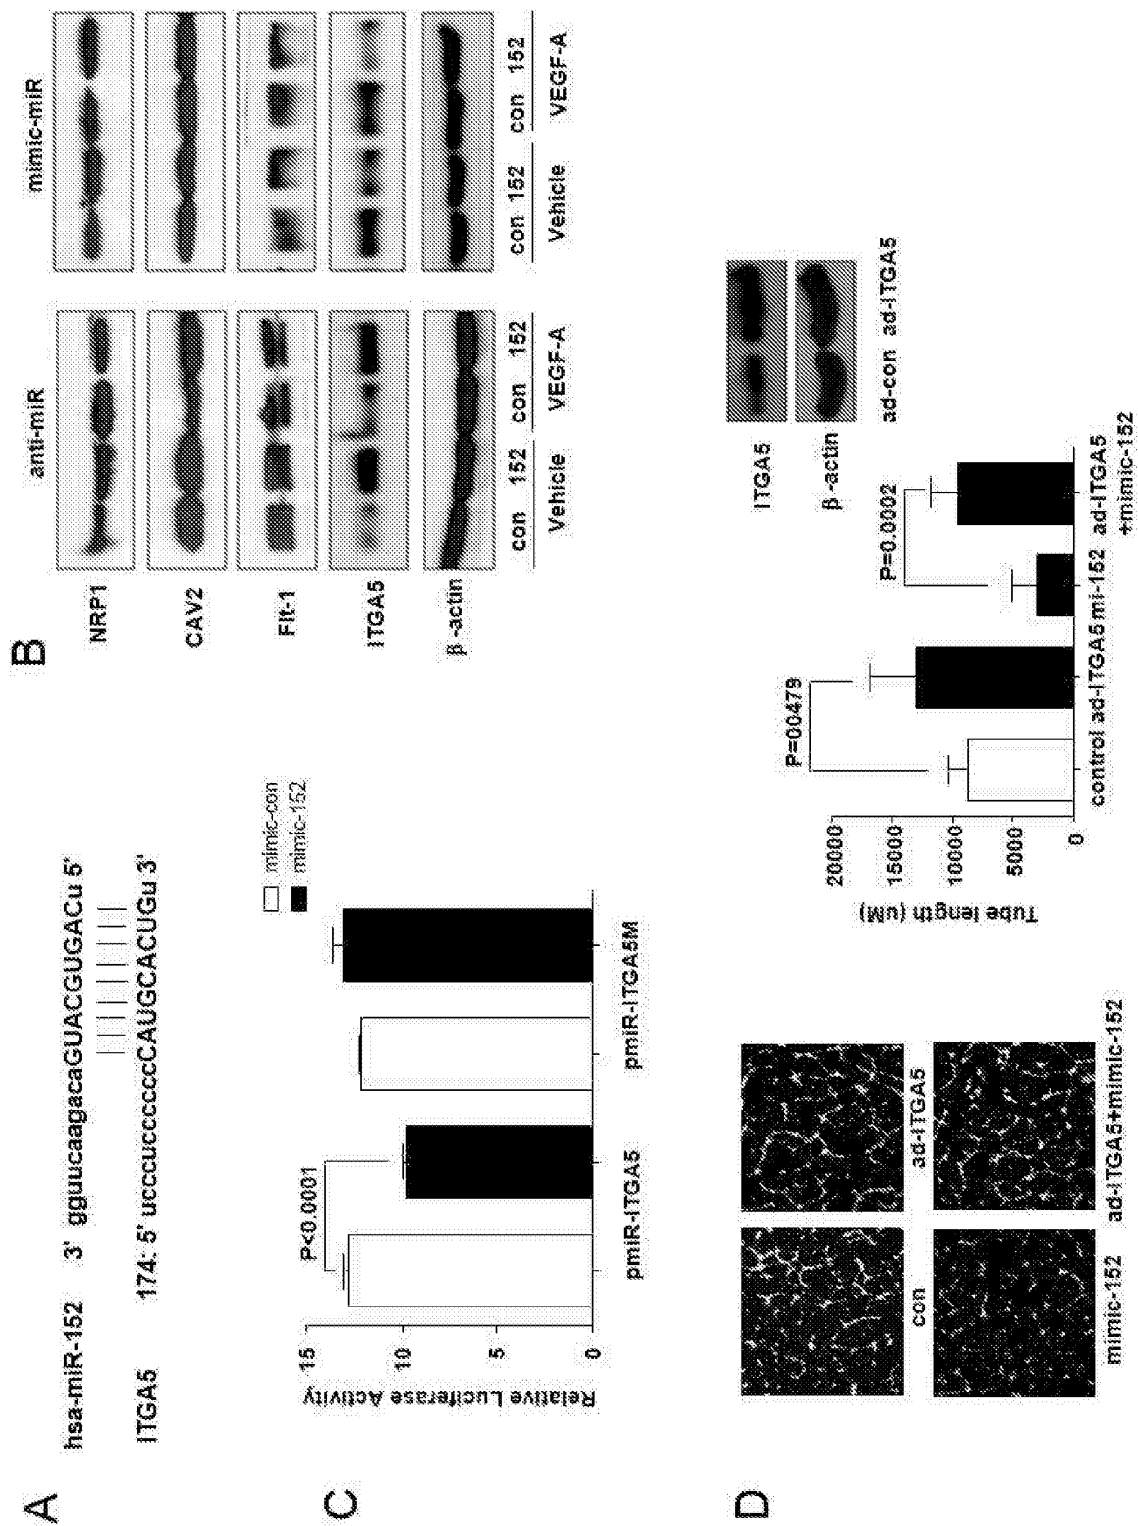 A
hsa-miR-152 3' gguucaagacaGUACGUGACu 5'
ITGA5 174: 5' ucccuccccccCAUGCACUGu 3'
B
anti-miR
mimic-miR
NRP1
CAV2
Flt-1
ITGA5
β-actin
con 152 con 152 con 152 con 152
Vehicle VEGF-A Vehicle VEGF-A
C
mimic-con
mimic-152
P<0.0001
Relative Luciferase Activity
15
10
5
0
pmiR-ITGA5 pmiR-ITGA5M
D
con ad-ITGA5
mimic-152 ad-ITGA5+mimic-152
Tube length (uM)
20000
15000
10000
5000
0
P=00479
P=0.0002
control ad-ITGA5 mi-152 ad-ITGA5
+mimic-152
ITGA5
β-actin
ad-con ad-ITGA5